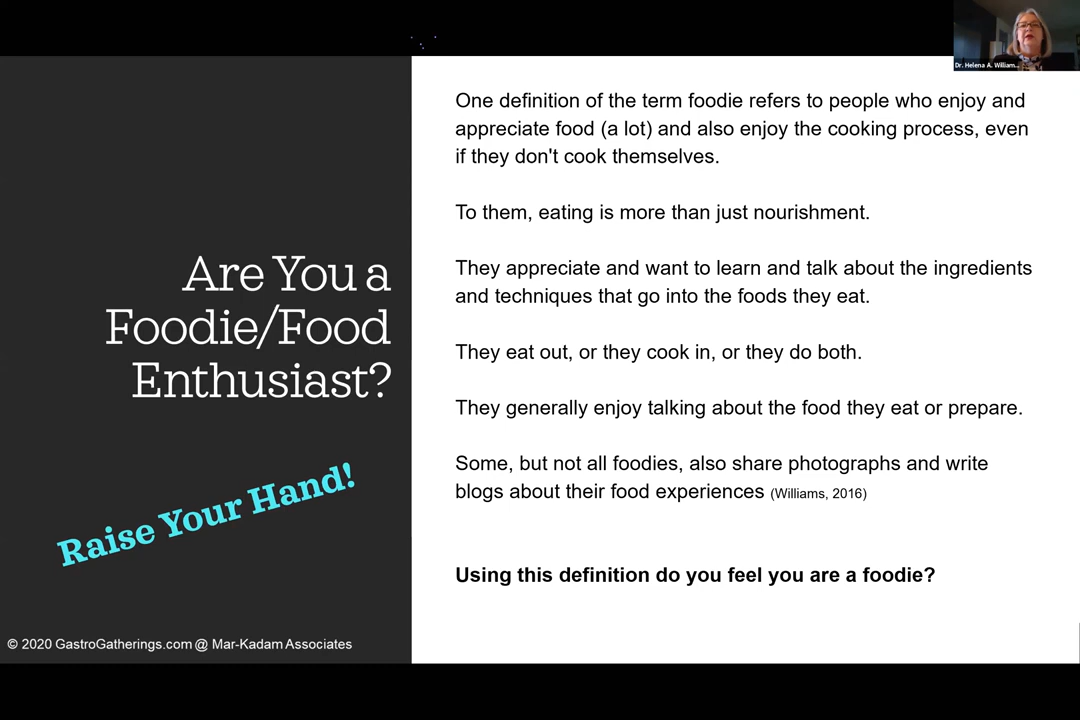 Dr. Helena A. William...
Are You a
Foodie/Food
Enthusiast?
Raise Your Hand!
© 2020 GastroGatherings.com @ Mar-Kadam Associates
One definition of the term foodie refers to people who enjoy and
appreciate food (a lot) and also enjoy the cooking process, even
if they don't cook themselves.
To them, eating is more than just nourishment.
They appreciate and want to learn and talk about the ingredients
and techniques that go into the foods they eat.
They eat out, or they cook in, or they do both.
They generally enjoy talking about the food they eat or prepare.
Some, but not all foodies, also share photographs and write
blogs about their food experiences (Williams, 2016)
Using this definition do you feel you are a foodie?